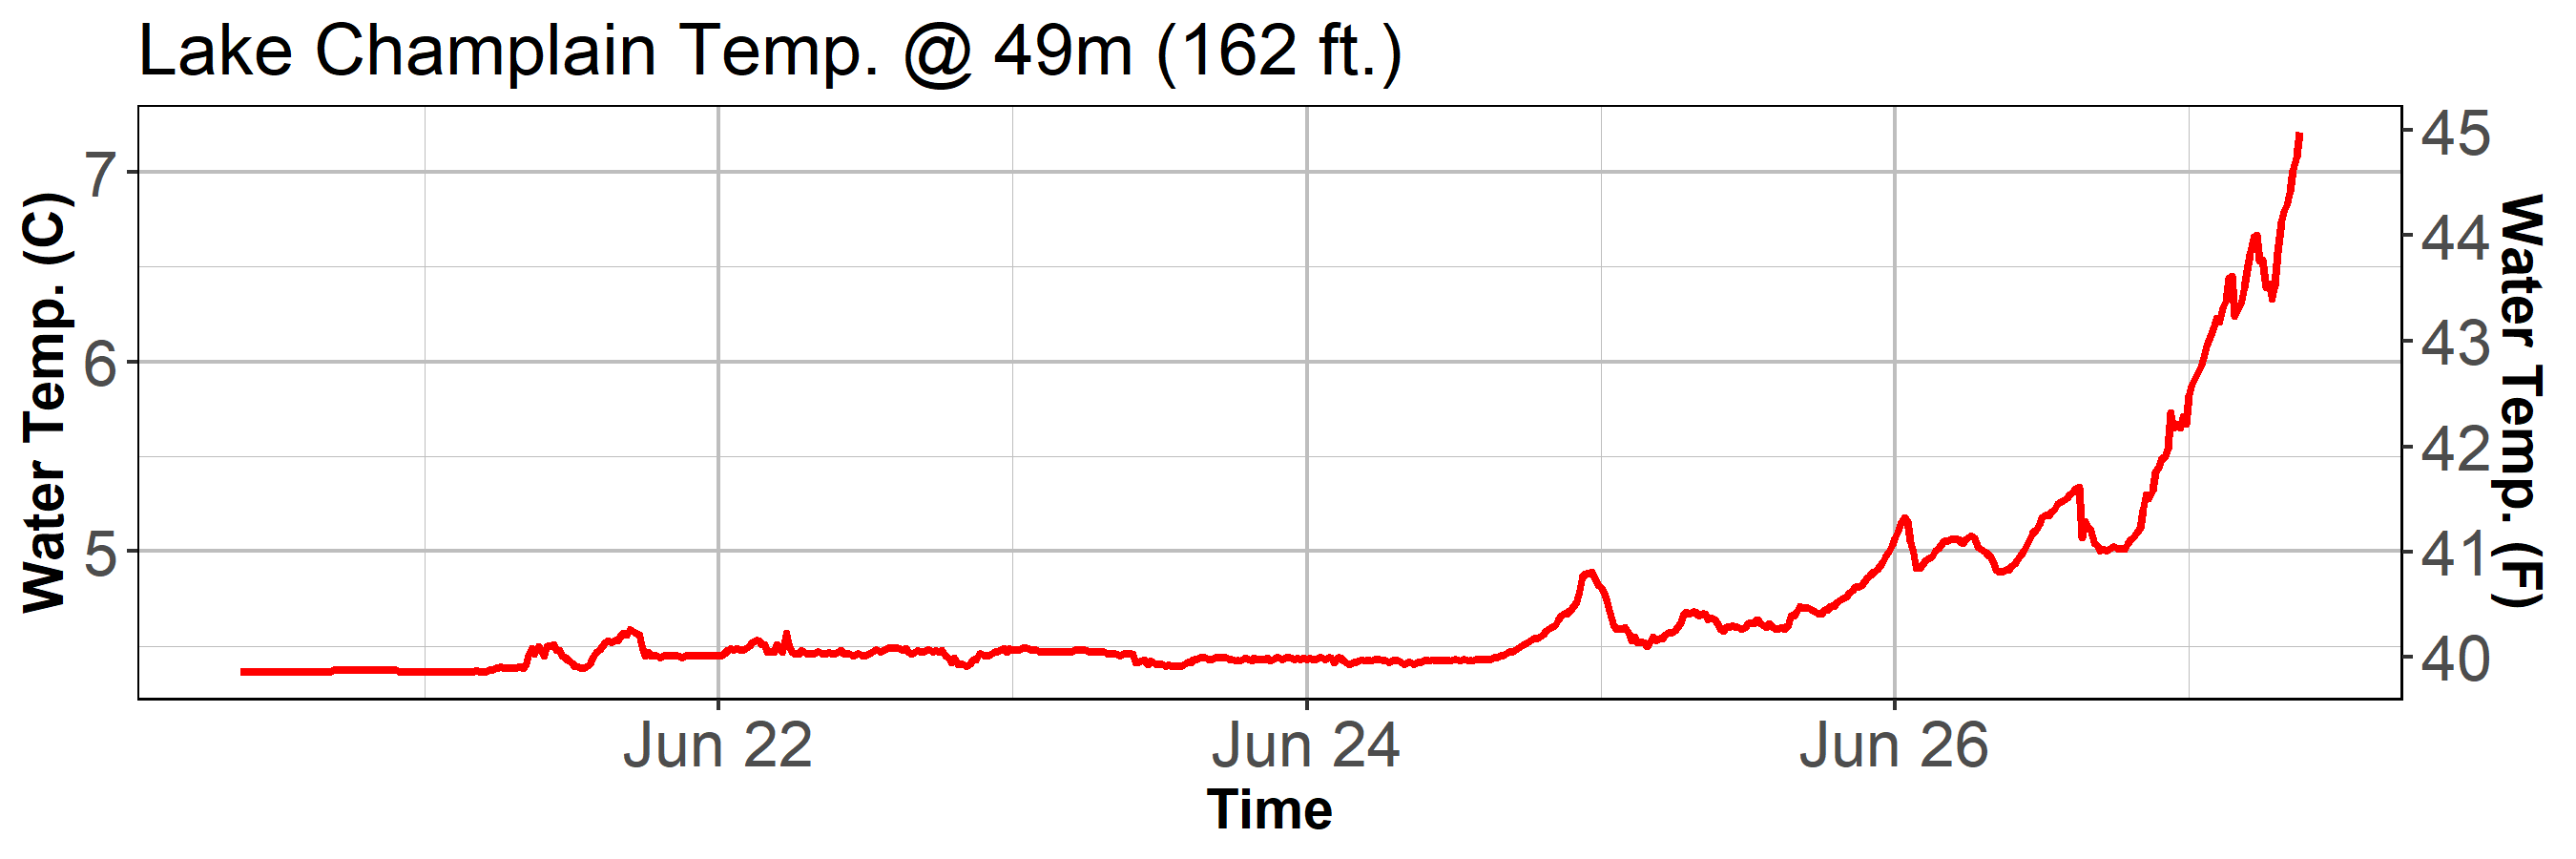 Lake Champlain Temp. @ 49m (162 ft.)
Water Temp. (C)
7
6
5
45
44
43
42
41
40
Water Temp. (F)
Jun 22 Jun 24 Jun 26
Time